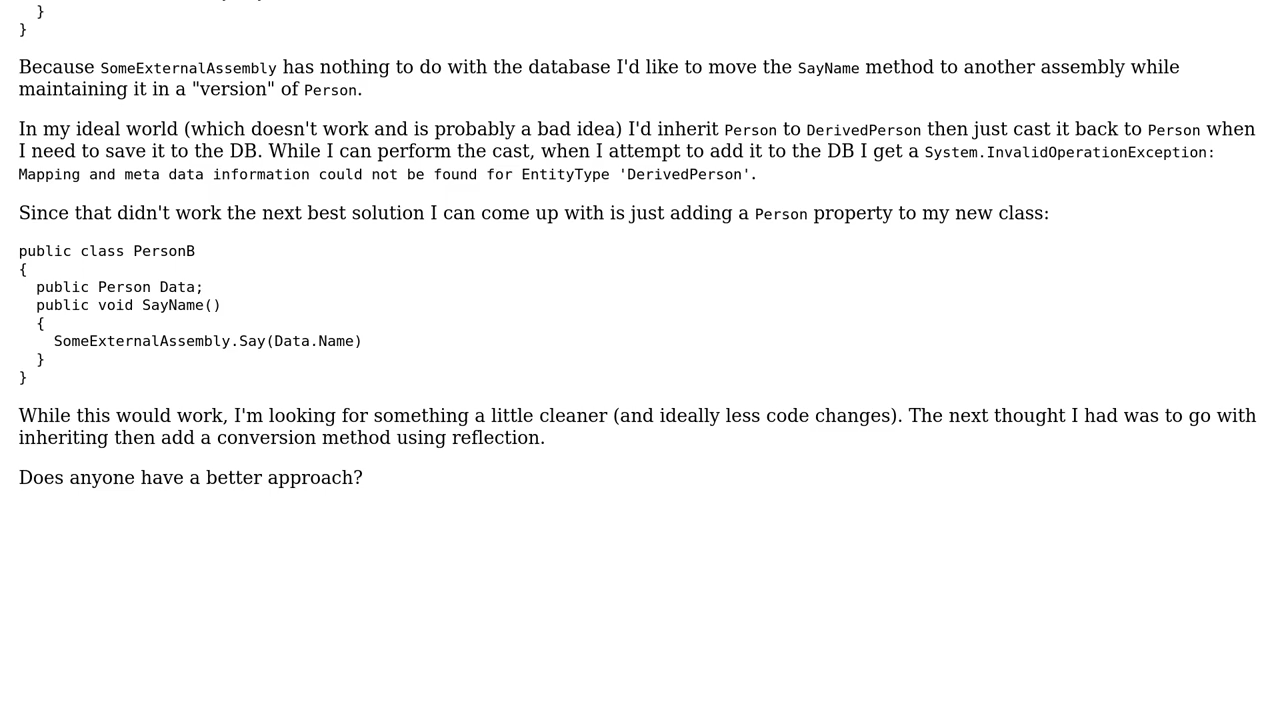 }
}
Because SomeExternalAssembly has nothing to do with the database I'd like to move the SayName method to another assembly while
maintaining it in a "version" of Person.
In my ideal world (which doesn't work and is probably a bad idea) I'd inherit Person to DerivedPerson then just cast it back to Person when
I need to save it to the DB. While I can perform the cast, when I attempt to add it to the DB I get a System.InvalidOperationException:
Mapping and meta data information could not be found for EntityType 'DerivedPerson'.
Since that didn't work the next best solution I can come up with is just adding a Person property to my new class:
public class PersonB
{
  public Person Data;
  public void SayName()
  {
    SomeExternalAssembly.Say(Data.Name)
  }
}
While this would work, I'm looking for something a little cleaner (and ideally less code changes). The next thought I had was to go with
inheriting then add a conversion method using reflection.
Does anyone have a better approach?